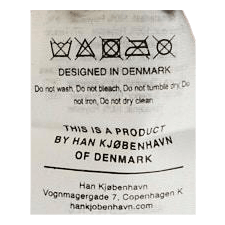 DESIGNED IN DENMARK
Do not wash. Do not bleach. Do not tumble dry. Do
not iron, Do not dry clean
THIS IS A PRODUCT
BY HAN KJØBENHAVN
OF DENMARK
Han Kjøbenhavn
Vognmagergade 7, Copenhagen K
hankjobenhavn.com